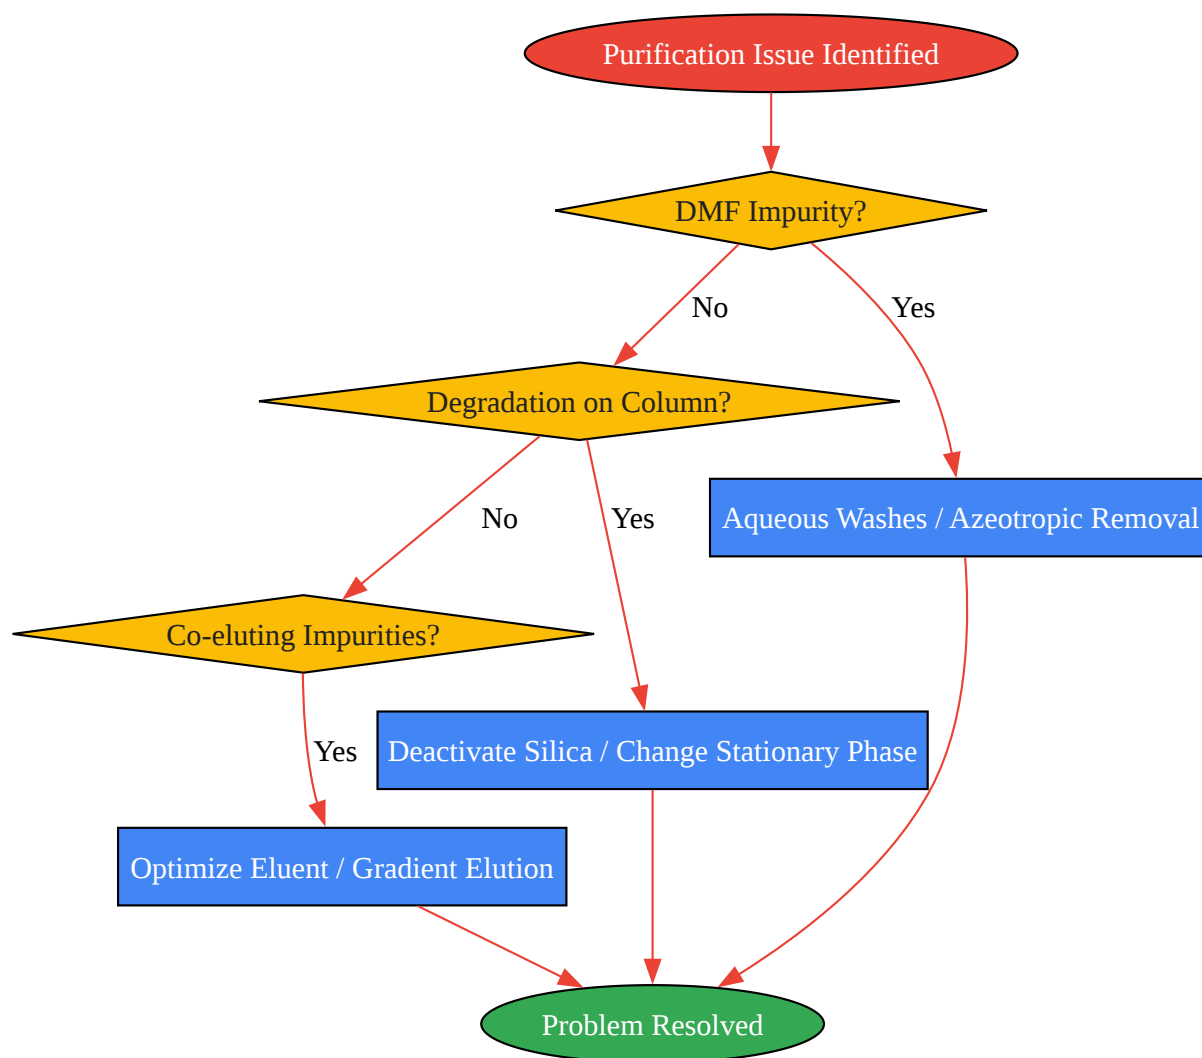 Purification Issue Identified
DMF Impurity?
No
Yes
Degradation on Column?
No
Yes
Aqueous Washes / Azeotropic Removal
Co-eluting Impurities?
Yes
Deactivate Silica / Change Stationary Phase
Optimize Eluent / Gradient Elution
Problem Resolved